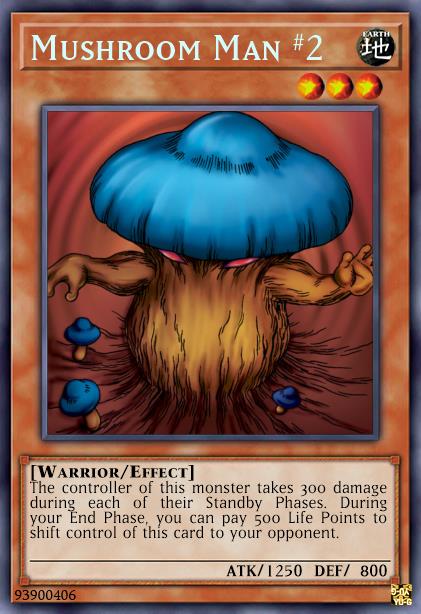 Mushroom Man #2
EARTH
地
[Warrior/Effect]
The controller of this monster takes 300 damage
during each of their Standby Phases. During
your End Phase, you can pay 500 Life Points to
shift control of this card to your opponent.
ATK/1250 DEF/ 800
93900406